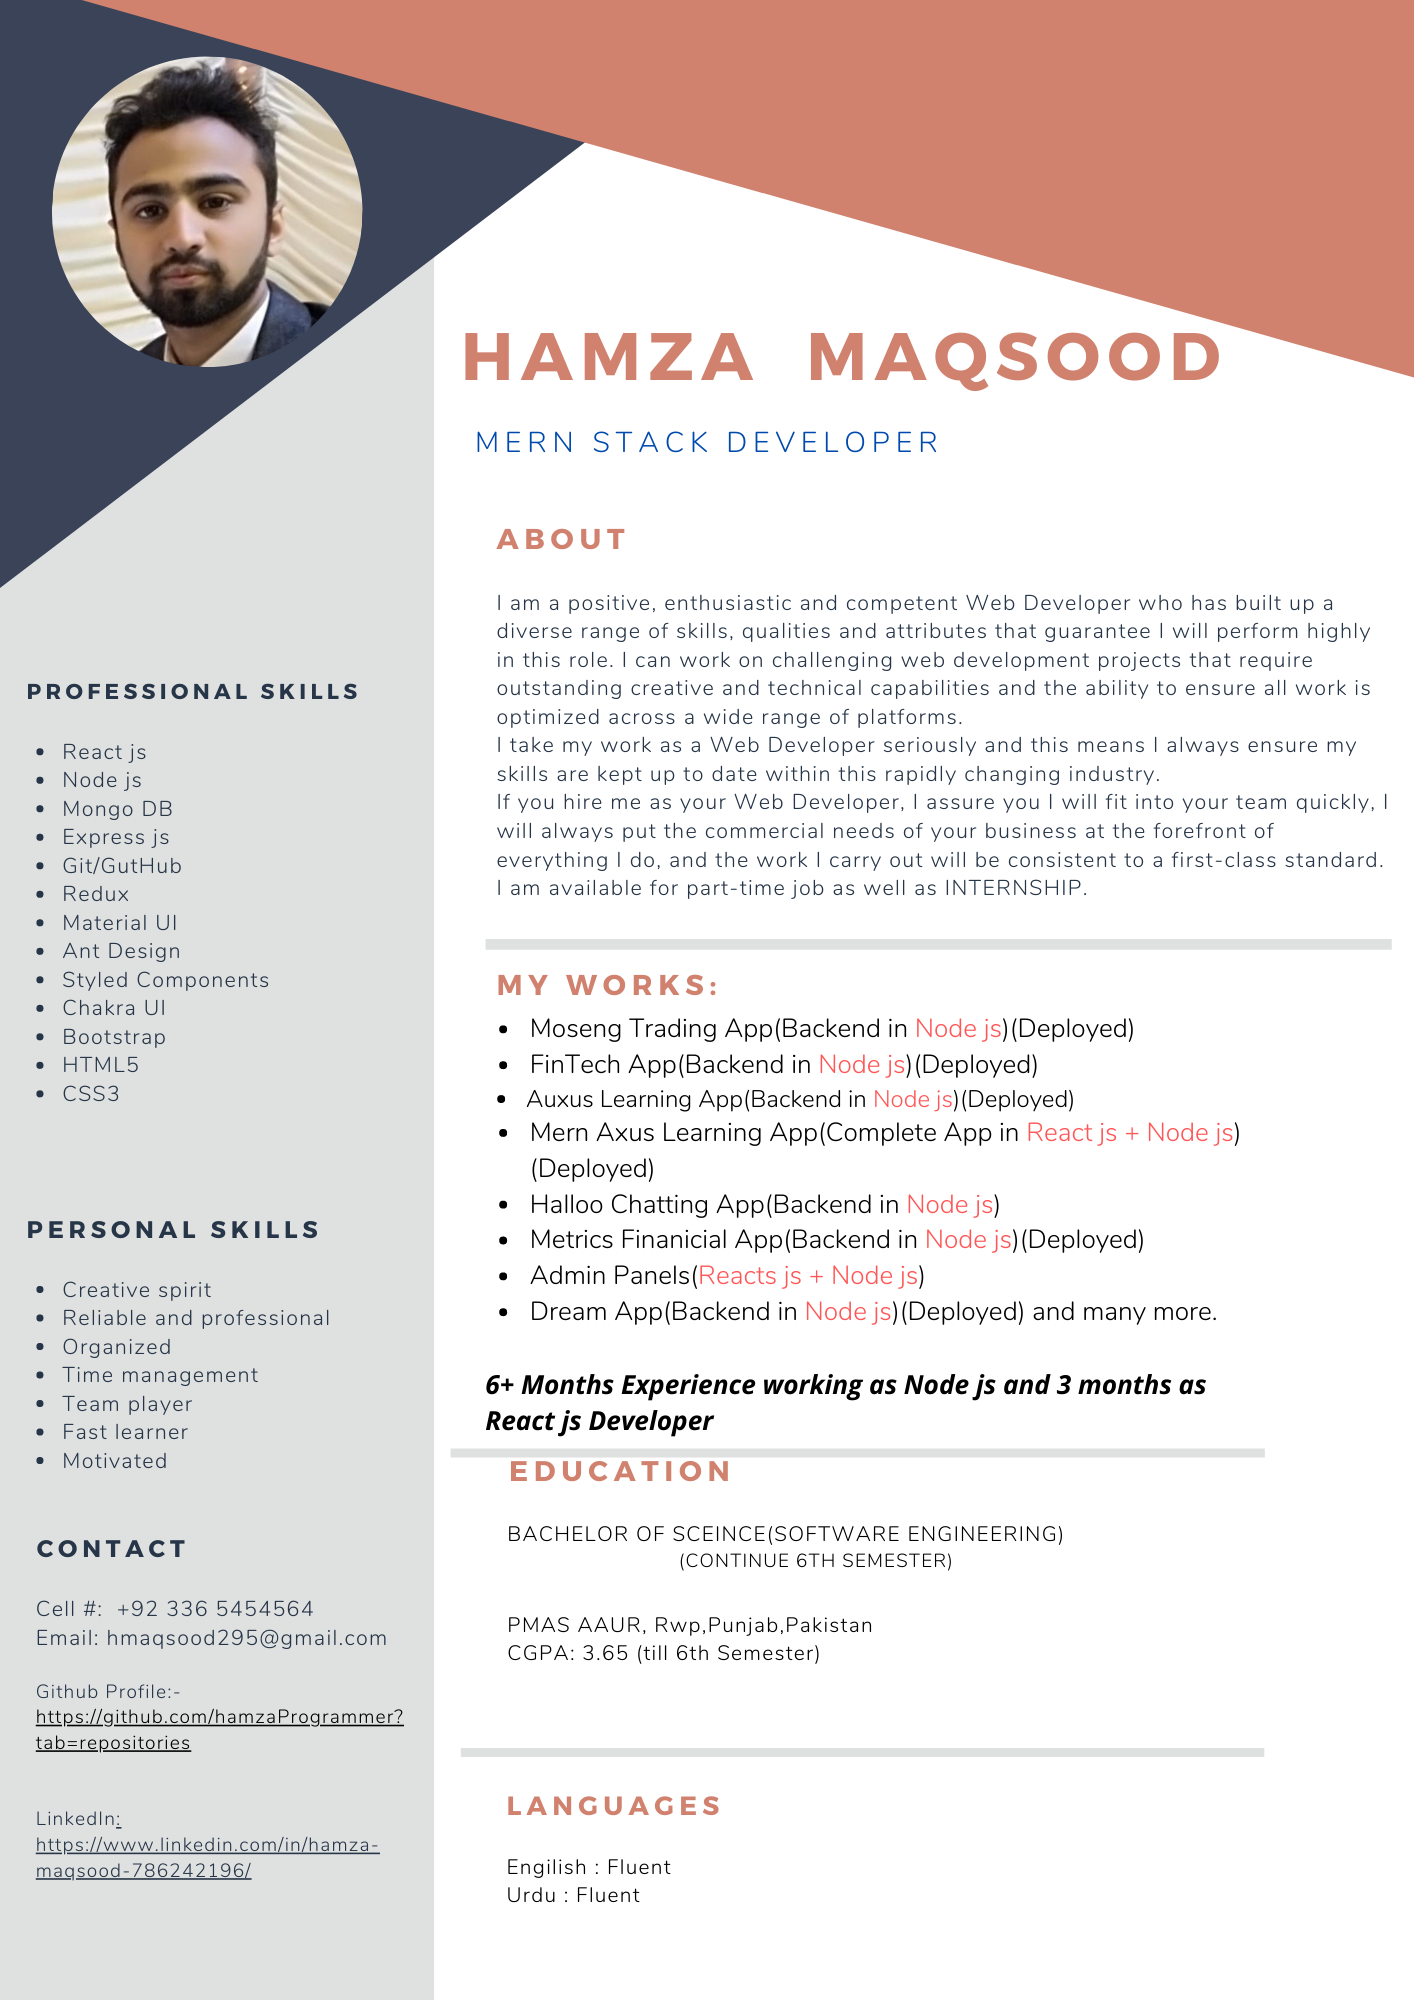 HAMZA MAQSOOD
MERN STACK DEVELOPER
PROFESSIONAL SKILLS
React js
Node js
Mongo DB
Express js
Git/GutHub
Redux
Material UI
Ant Design
Styled Components
Chakra UI
Bootstrap
HTML5
CSS3
PERSONAL SKILLS
Creative spirit
Reliable and professional
Organized
Time management
Team player
Fast learner
Motivated
CONTACT
Cell #: +92 336 5454564
Email: hmaqsood295@gmail.com
Github Profile:-
https://github.com/hamzaProgrammer?
tab=repositories
LinkedIn:
https://www.linkedin.com/in/hamza-
maqsood-786242196/
ABOUT
I am a positive, enthusiastic and competent Web Developer who has built up a
diverse range of skills, qualities and attributes that guarantee I will perform highly
in this role. I can work on challenging web development projects that require
outstanding creative and technical capabilities and the ability to ensure all work is
optimized across a wide range of platforms.
I take my work as a Web Developer seriously and this means I always ensure my
skills are kept up to date within this rapidly changing industry.
If you hire me as your Web Developer, I assure you I will fit into your team quickly, I
will always put the commercial needs of your business at the forefront of
everything I do, and the work I carry out will be consistent to a first-class standard.
I am available for part-time job as well as INTERNSHIP.
MY WORKS:
Moseng Trading App(Backend in Node js)(Deployed)
FinTech App(Backend in Node js)(Deployed)
Auxus Learning App(Backend in Node js)(Deployed)
Mern Axus Learning App(Complete App in React js + Node js)
(Deployed)
Halloo Chatting App(Backend in Node js)
Metrics Finanicial App(Backend in Node js)(Deployed)
Admin Panels(Reacts js + Node js)
Dream App(Backend in Node js)(Deployed) and many more.
6+ Months Experience working as Node js and 3 months as
React js Developer
EDUCATION
BACHELOR OF SCEINCE(SOFTWARE ENGINEERING)
(CONTINUE 6TH SEMESTER)
PMAS AAUR, Rwp,Punjab,Pakistan
CGPA: 3.65 (till 6th Semester)
LANGUAGES
Engilish : Fluent
Urdu : Fluent